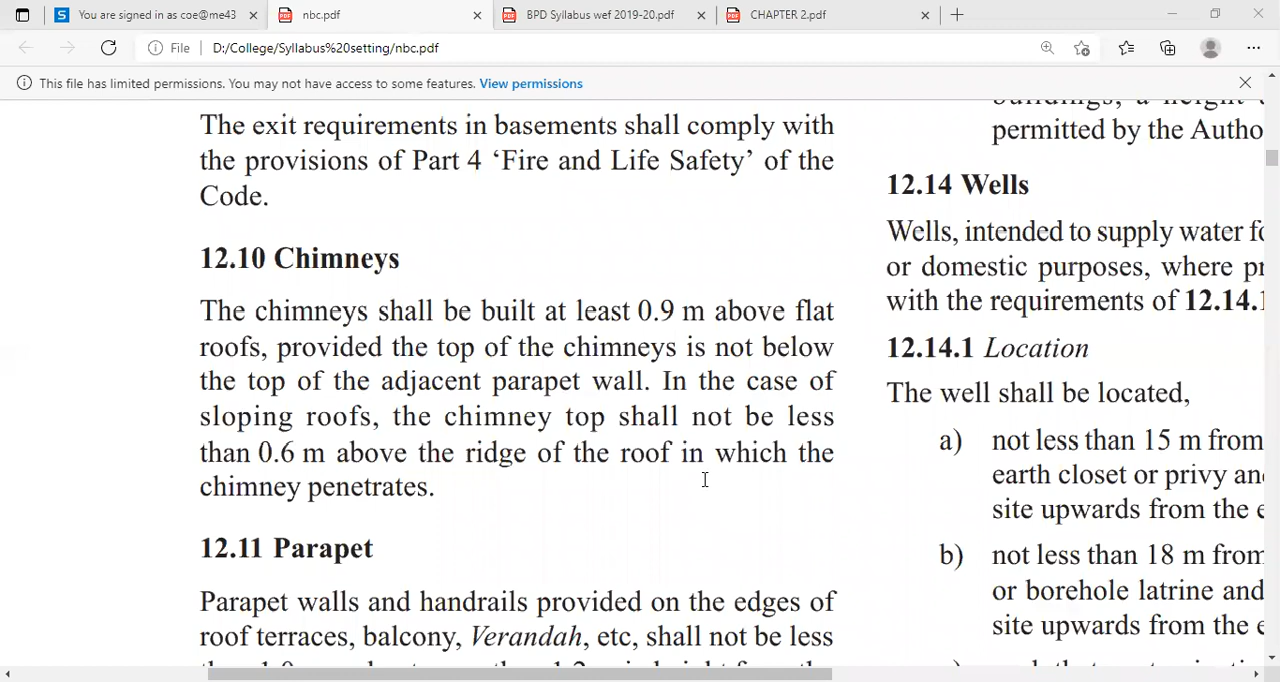 You are signed in as coe@me43
nbc.pdf
BPD Syllabus wef 2019-20.pdf
CHAPTER 2.pdf
File
D:/College/Syllabus%20setting/nbc.pdf
This file has limited permissions. You may not have access to some features. View permissions
The exit requirements in basements shall comply with
the provisions of Part 4 ‘Fire and Life Safety’ of the
Code.
12.10 Chimneys
The chimneys shall be built at least 0.9 m above flat
roofs, provided the top of the chimneys is not below
the top of the adjacent parapet wall. In the case of
sloping roofs, the chimney top shall not be less
than 0.6 m above the ridge of the roof in which the
chimney penetrates.
12.11 Parapet
Parapet walls and handrails provided on the edges of
roof terraces, balcony, Verandah, etc, shall not be less
buildings, a height
permitted by the Autho
12.14 Wells
Wells, intended to supply water fo
or domestic purposes, where pr
with the requirements of 12.14.1
12.14.1 Location
The well shall be located,
a) not less than 15 m from
earth closet or privy an
site upwards from the e
b) not less than 18 m from
or borehole latrine and
site upwards from the e